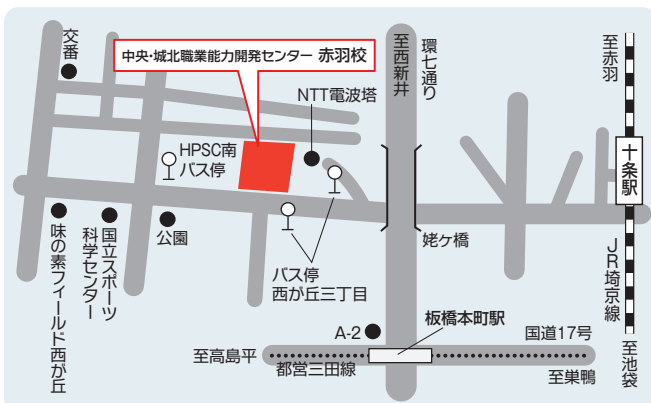 交番
中央・城北職業能力開発センター 赤羽校
NTT電波塔
至西新井
環七通り
至赤羽
十条駅
HPSC南
バス停
味の素フィールド西が丘
国立スポーツ
科学センター
公園
バス停
西が丘三丁目
姥ケ橋
JR埼京線
A-2
板橋本町駅
国道17号
至高島平
都営三田線
至巣鴨
至池袋